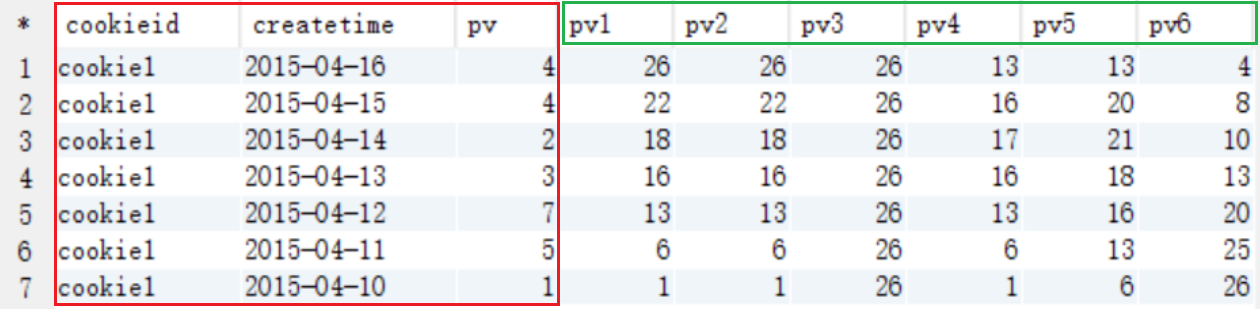 * cookieid createtime pv pv1 pv2 pv3 pv4 pv5 pv6
1 cookie1 2015-04-16 4 26 26 26 13 13 4
2 cookie1 2015-04-15 4 22 22 26 16 20 8
3 cookie1 2015-04-14 2 18 18 26 17 21 10
4 cookie1 2015-04-13 3 16 16 26 16 18 13
5 cookie1 2015-04-12 7 13 13 26 13 16 20
6 cookie1 2015-04-11 5 6 6 26 6 13 25
7 cookie1 2015-04-10 1 1 1 26 1 6 26